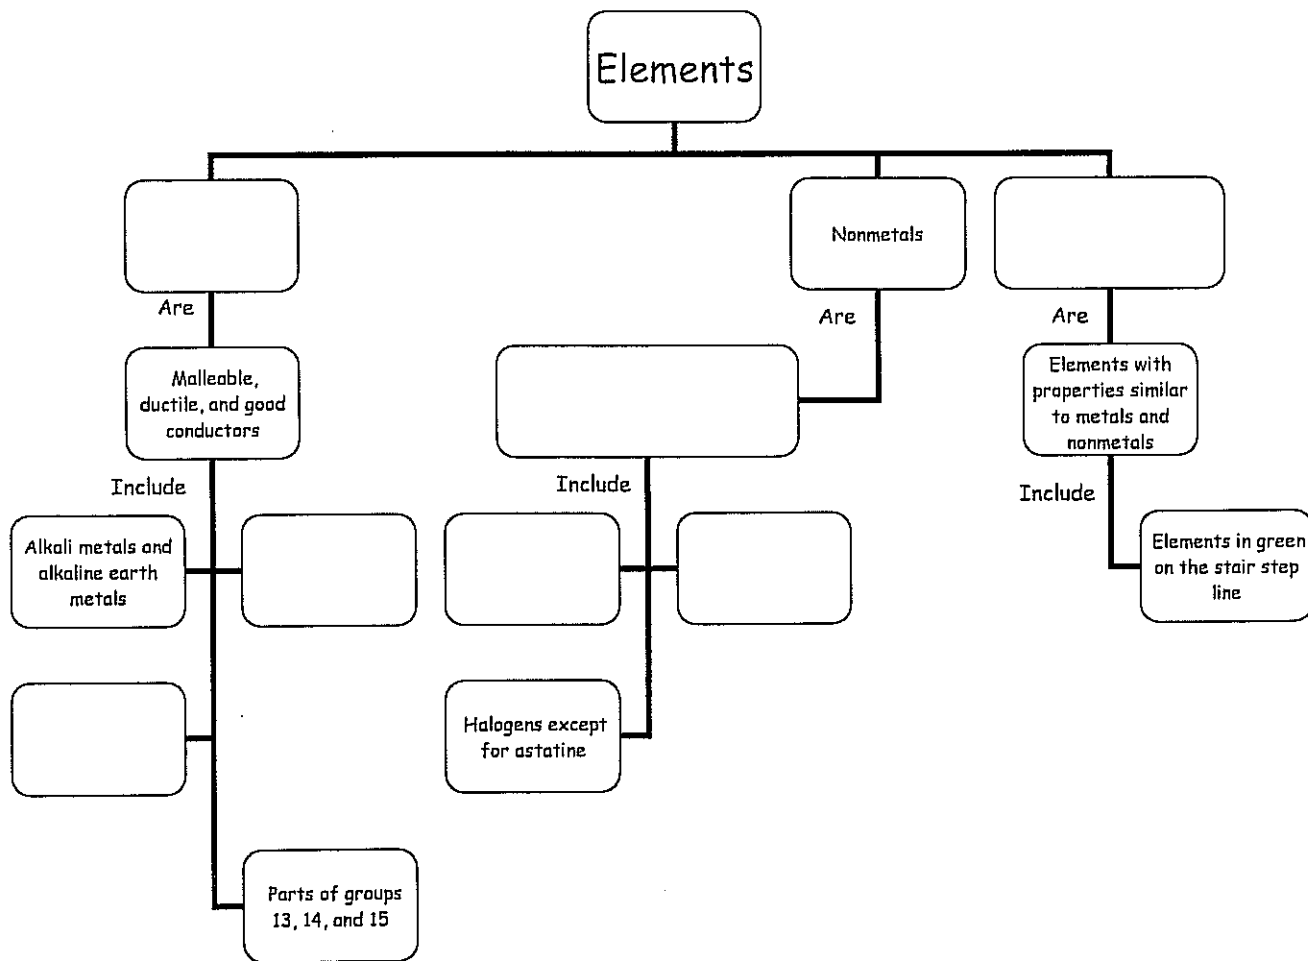 Elements
Nonmetals
Are
Are
Are
Malleable,
ductile, and good
conductors
Elements with
properties similar
to metals and
nonmetals
Include
Include
Include
Alkali metals and
alkaline earth
metals
Elements in green
on the stair step
line
Halogens except
for astatine
Parts of groups
13, 14, and 15